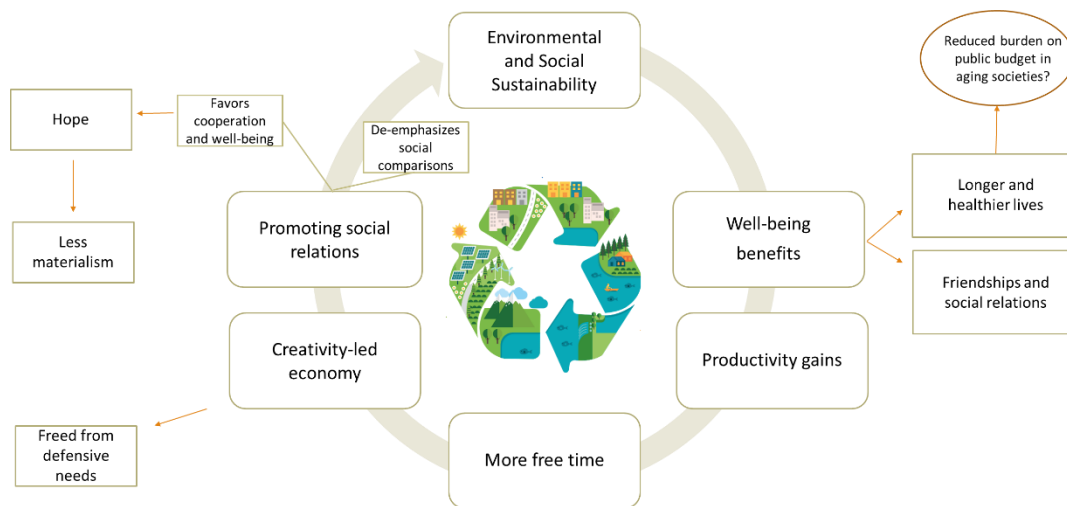 Environmental
and Social
Sustainability
Reduced burden on
public budget in
aging societies?
Hope
Favors
cooperation
and well-being
De-emphasizes
social
comparisons
Longer and
healthier lives
Promoting social
relations
Well-being
benefits
Less
materialism
Friendships and
social relations
Creativity-led
economy
Productivity gains
Freed from
defensive
needs
More free time